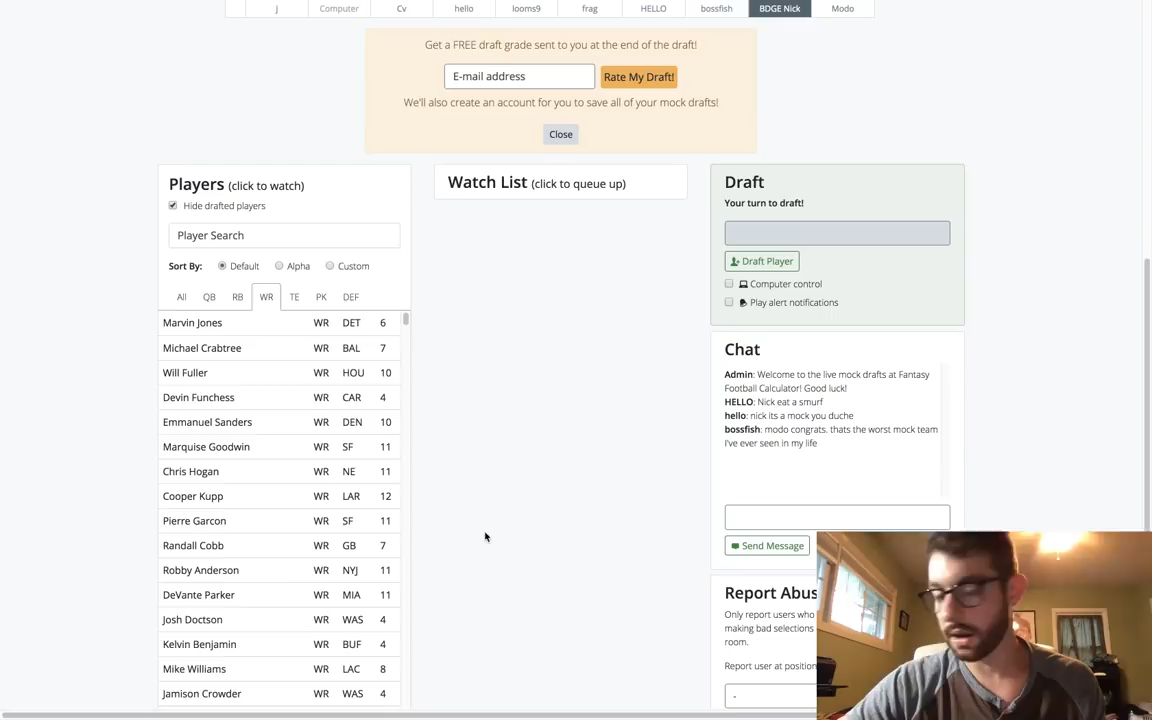 j Computer Cv hello looms9 frag HELLO bossfish BDGE Nick Modo
Get a FREE draft grade sent to you at the end of the draft!
E-mail address Rate My Draft!
We'll also create an account for you to save all of your mock drafts!
Close
Players (click to watch)
Hide drafted players
Player Search
Sort By: Default Alpha Custom
All QB RB WR TE PK DEF
Marvin Jones WR DET 6
Michael Crabtree WR BAL 7
Will Fuller WR HOU 10
Devin Funchess WR CAR 4
Emmanuel Sanders WR DEN 10
Marquise Goodwin WR SF 11
Chris Hogan WR NE 11
Cooper Kupp WR LAR 12
Pierre Garcon WR SF 11
Randall Cobb WR GB 7
Robby Anderson WR NYJ 11
DeVante Parker WR MIA 11
Josh Doctson WR WAS 4
Kelvin Benjamin WR BUF 4
Mike Williams WR LAC 8
Jamison Crowder WR WAS 4
Watch List (click to queue up)
Draft
Your turn to draft!
Draft Player
Computer control
Play alert notifications
Chat
Admin: Welcome to the live mock drafts at Fantasy
Football Calculator! Good luck!
HELLO: Nick eat a smurf
hello: nick its a mock you duche
bossfish: modo congrats. thats the worst mock team
I've ever seen in my life
Send Message
Report Abus
Only report users who
making bad selections
room.
Report user at position
-